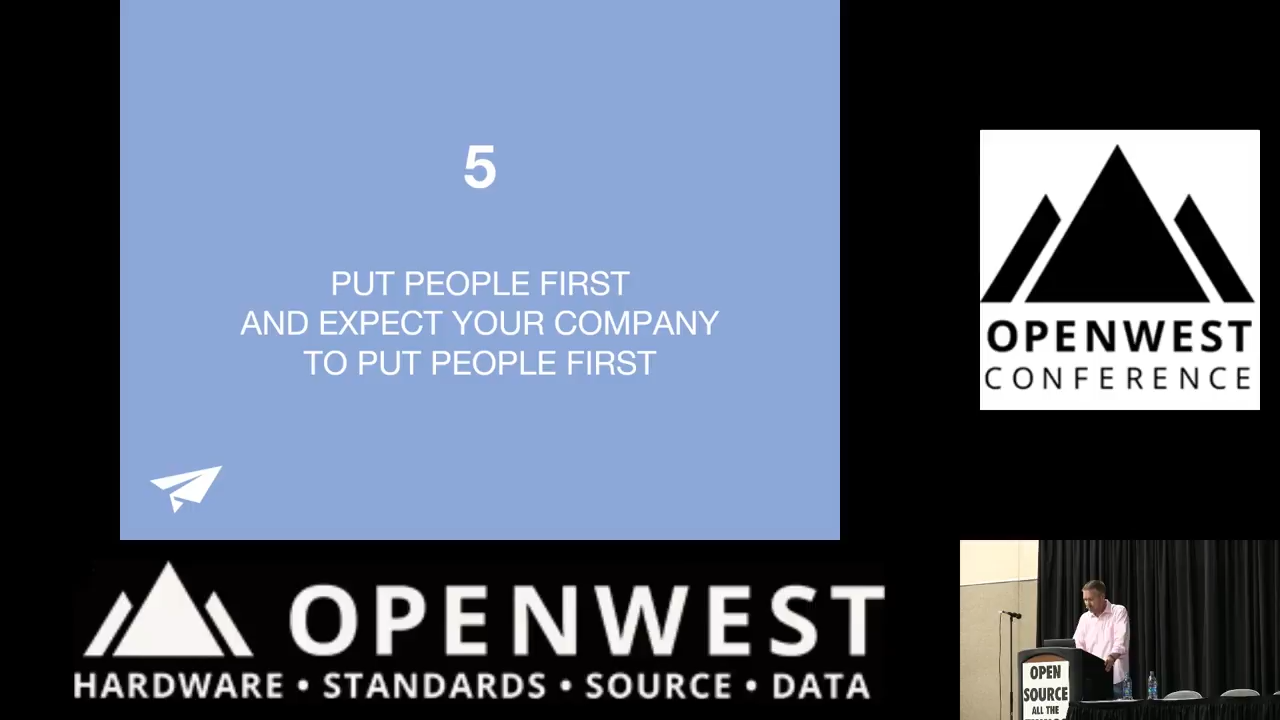 5
PUT PEOPLE FIRST
AND EXPECT YOUR COMPANY
TO PUT PEOPLE FIRST
OPENWEST
CONFERENCE
OPENWEST
HARDWARE • STANDARDS • SOURCE • DATA
OPEN
SOURCE
ALL THE